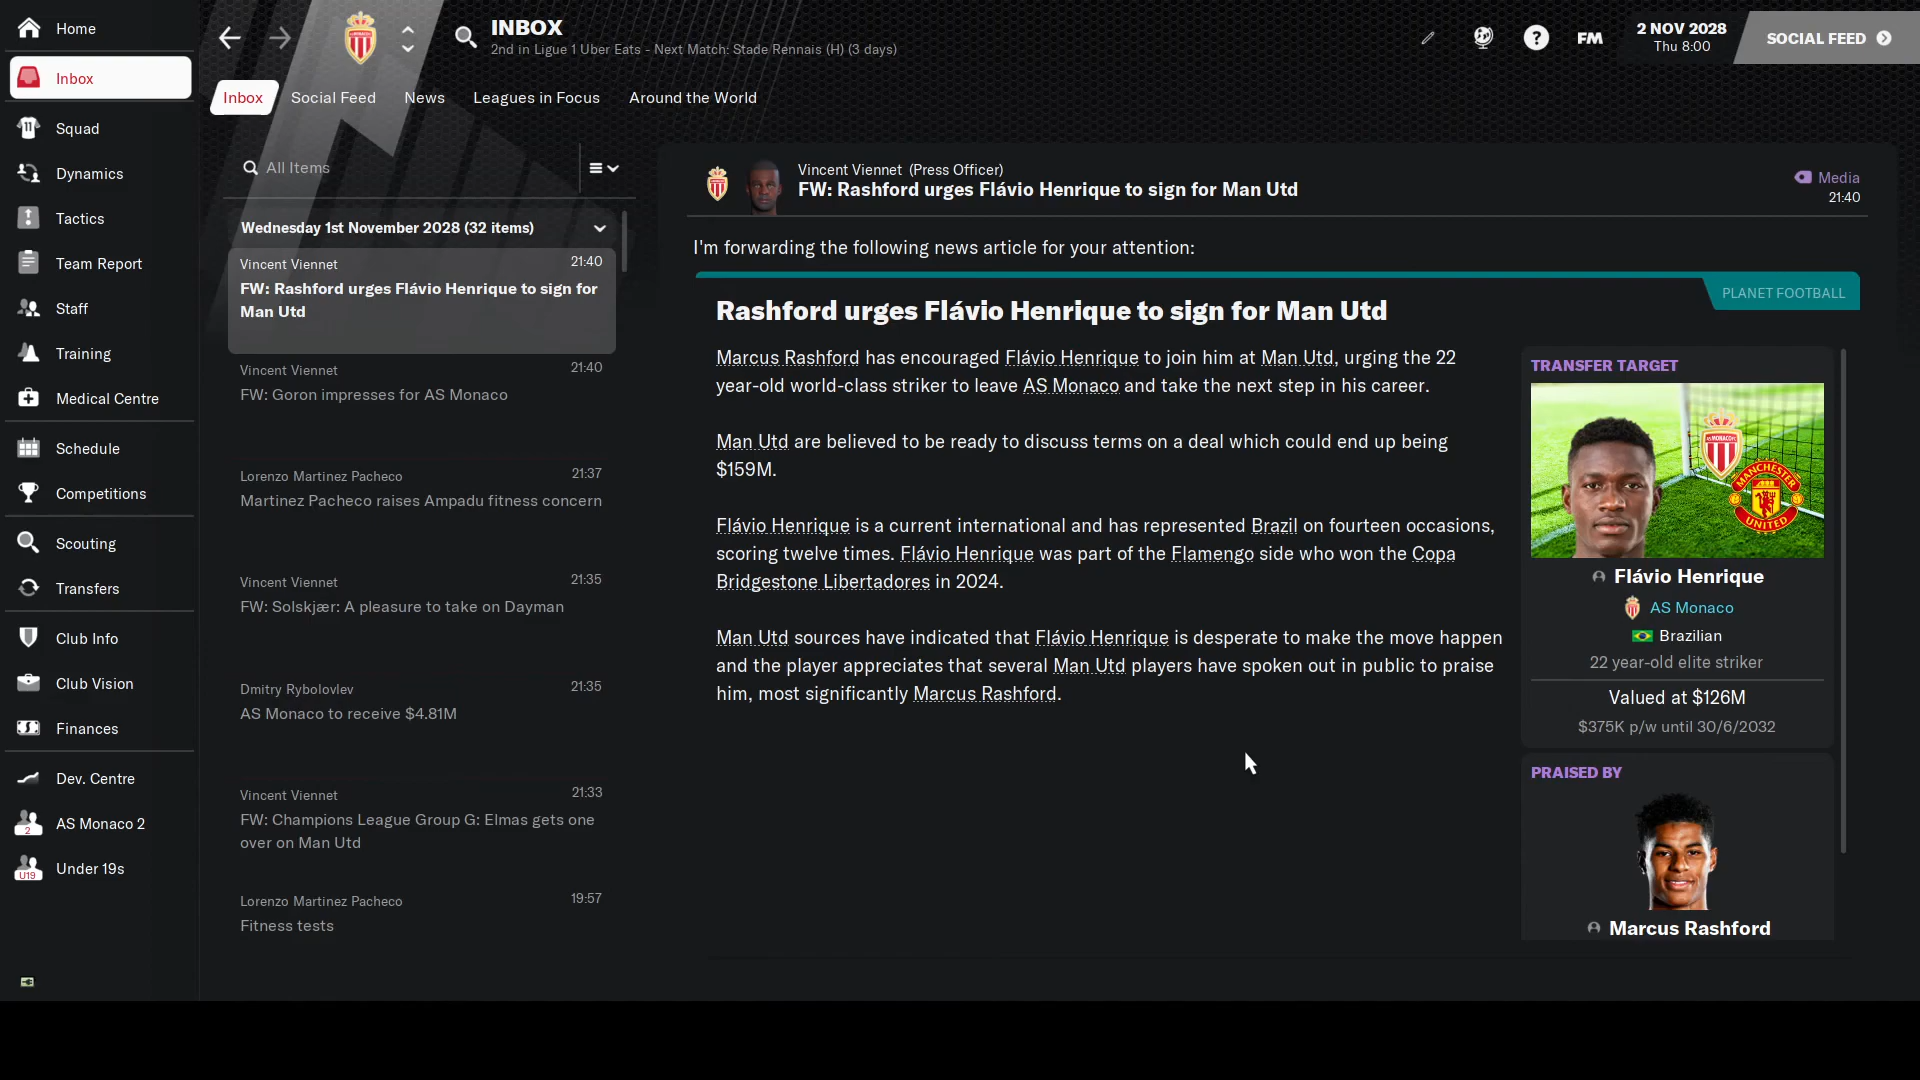 Home
Inbox
Squad
Dynamics
Tactics
Team Report
Staff
Training
Medical Centre
Schedule
Competitions
Scouting
Transfers
Club Info
Club Vision
Finances
Dev. Centre
2
AS Monaco 2
U19
Under 19s
INBOX
2nd in Ligue 1 Uber Eats - Next Match: Stade Rennais (H) (3 days)
?
FM
2 NOV 2028
Thu 8:00
SOCIAL FEED
Inbox
Social Feed
News
Leagues in Focus
Around the World
All Items
Wednesday 1st November 2028 (32 items)
Vincent Viennet 21:40
FW: Rashford urges Flávio Henrique to sign for
Man Utd
Vincent Viennet 21:40
FW: Goron impresses for AS Monaco
Lorenzo Martinez Pacheco 21:37
Martinez Pacheco raises Ampadu fitness concern
Vincent Viennet 21:35
FW: Solskjær: A pleasure to take on Dayman
Dmitry Rybolovlev 21:35
AS Monaco to receive $4.81M
Vincent Viennet 21:33
FW: Champions League Group G: Elmas gets one
over on Man Utd
Lorenzo Martinez Pacheco 19:57
Fitness tests
Vincent Viennet (Press Officer)
FW: Rashford urges Flávio Henrique to sign for Man Utd
Media
21:40
I'm forwarding the following news article for your attention:
PLANET FOOTBALL
Rashford urges Flávio Henrique to sign for Man Utd
Marcus Rashford has encouraged Flávio Henrique to join him at Man Utd, urging the 22
year-old world-class striker to leave AS Monaco and take the next step in his career.
Man Utd are believed to be ready to discuss terms on a deal which could end up being
$159M.
Flávio Henrique is a current international and has represented Brazil on fourteen occasions,
scoring twelve times. Flávio Henrique was part of the Flamengo side who won the Copa
Bridgestone Libertadores in 2024.
Man Utd sources have indicated that Flávio Henrique is desperate to make the move happen
and the player appreciates that several Man Utd players have spoken out in public to praise
him, most significantly Marcus Rashford.
TRANSFER TARGET
MANCHESTER
UNITED
Flávio Henrique
AS Monaco
Brazilian
22 year-old elite striker
Valued at $126M
$375K p/w until 30/6/2032
PRAISED BY
Marcus Rashford